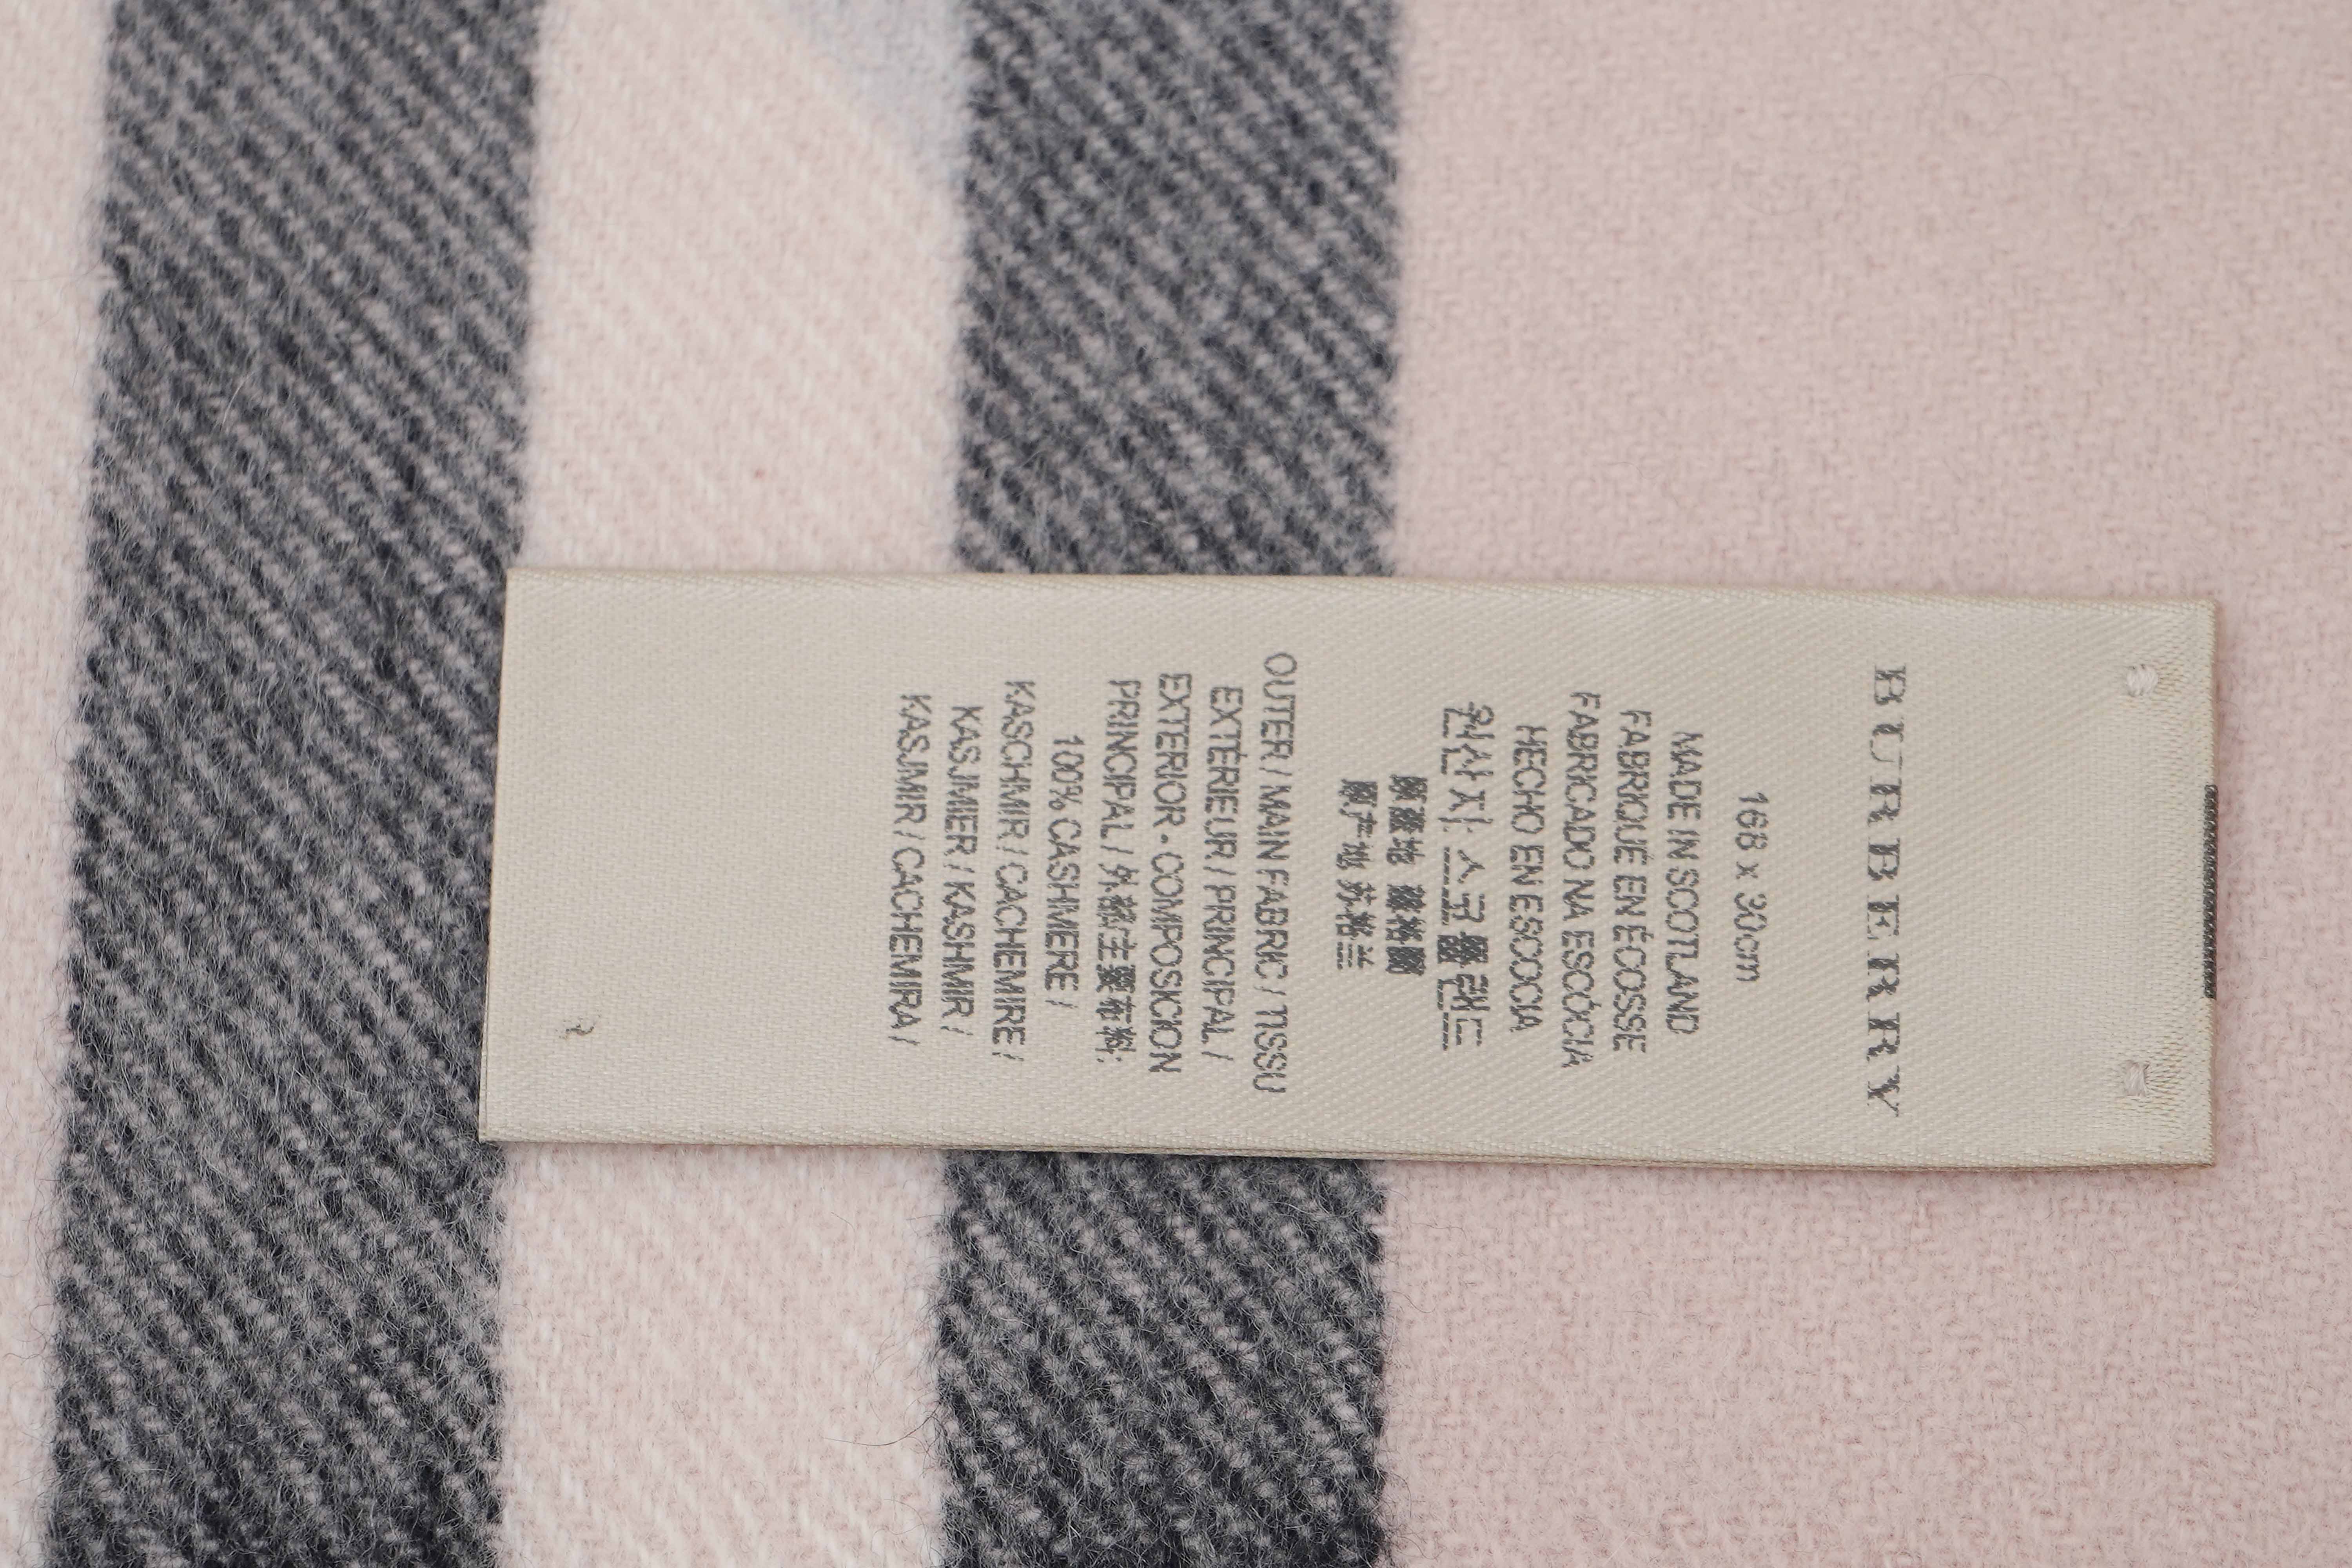 BURBERRY
168 x 30cm
MADE IN SCOTLAND
FABRIQUÉ EN ÉCOSSE
FABRICADO NA ESCÓCIA
HECHO EN ESCOCIA
원산지: 스코틀랜드
原產地 蘇格蘭
原产地 苏格兰
OUTER / MAIN FABRIC / TISSU
EXTÉRIEUR / PRINCIPAL /
EXTERIOR - COMPOSICION
PRINCIPAL / 外部/主要布料:
100% CASHMERE /
KASCHMIR / CACHEMIRE /
KASJMIER / KASHMIR /
KASJMIR / CACHEMIRA /